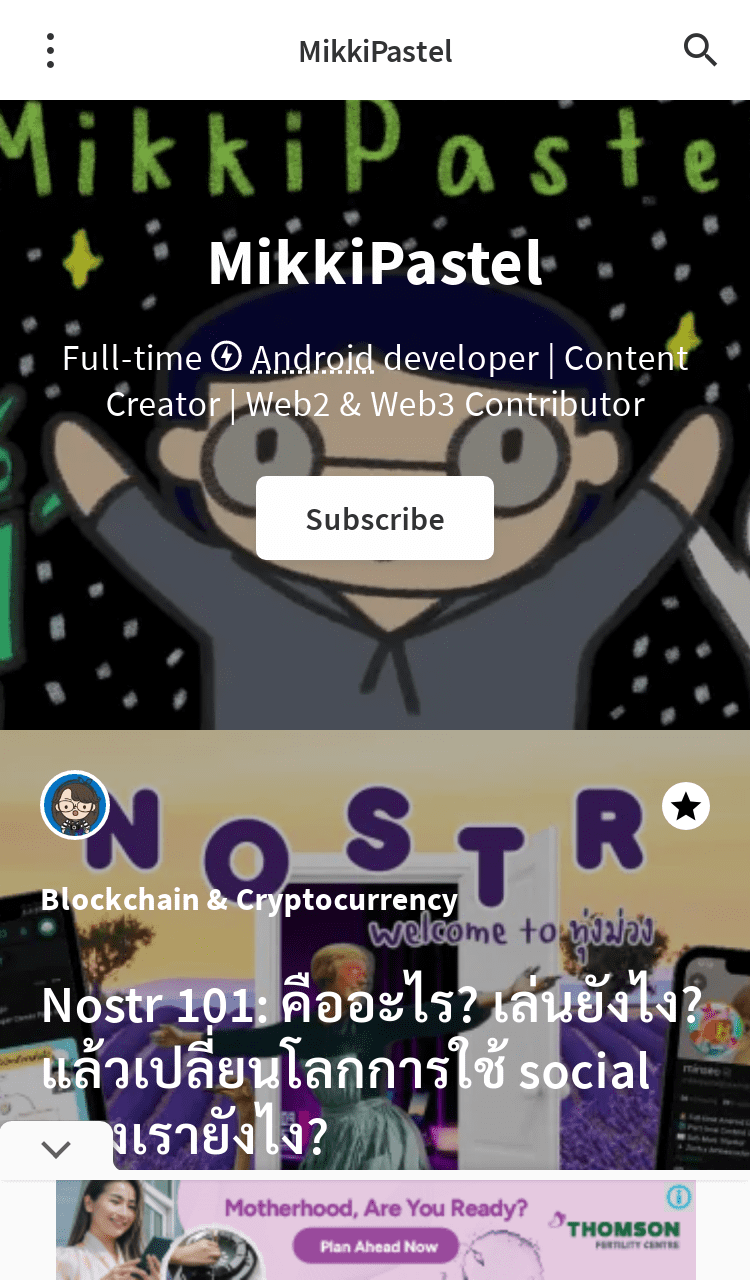 MikkiPastel
MikkiPaste
MikkiPastel
Full-time Android developer | Content
Creator | Web2 & Web3 Contributor
Subscribe
NOSTR
Blockchain & Cryptocurrency
welcome to ทุ่งม่วง
Nostr 101: คืออะไร? เล่นยังไง?
แล้วเปลี่ยนโลกการใช้ social
งเรายังไง?
minseo
Motherhood, Are You Ready?
Plan Ahead Now
THOMSON
FERTILITY CENTRE